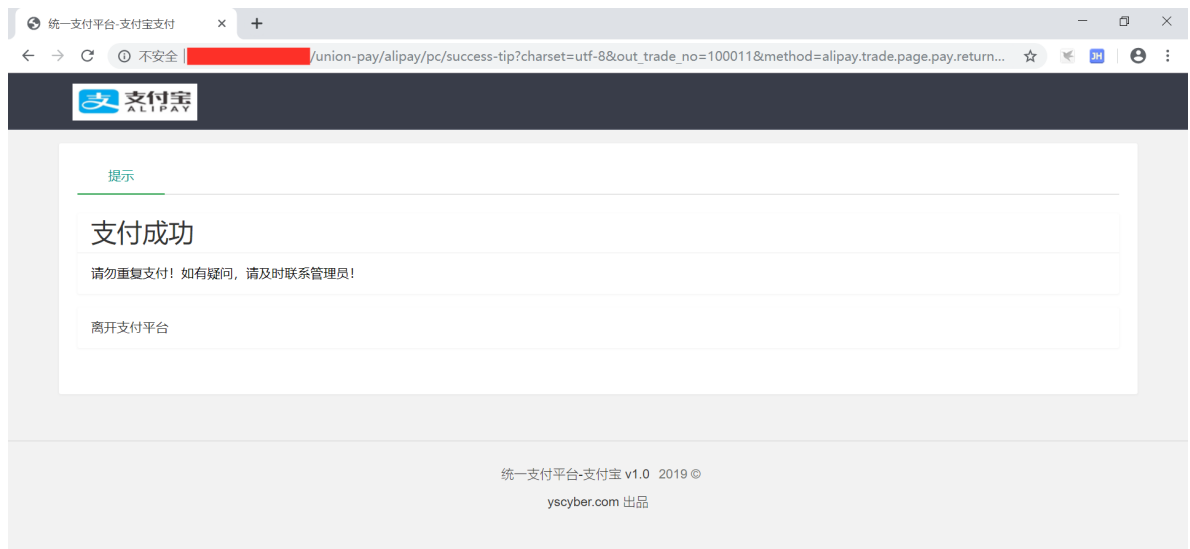 统一支付平台-支付宝支付
不安全 | /union-pay/alipay/pc/success-tip?charset=utf-8&out_trade_no=100011&method=alipay.trade.page.pay.return...
JH
支 支付宝
ALIPAY
提示
支付成功
请勿重复支付！如有疑问，请及时联系管理员！
离开支付平台
统一支付平台-支付宝 v1.0 2019 ©
yscyber.com 出品